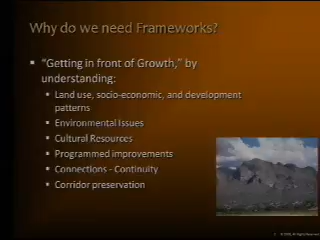 Why do we need Frameworks?
"Getting in front of Growth," by
understanding:
Land use, socio-economic, and development
patterns
Environmental Issues
Cultural Resources
Programmed improvements
Connections - Continuity
Corridor preservation